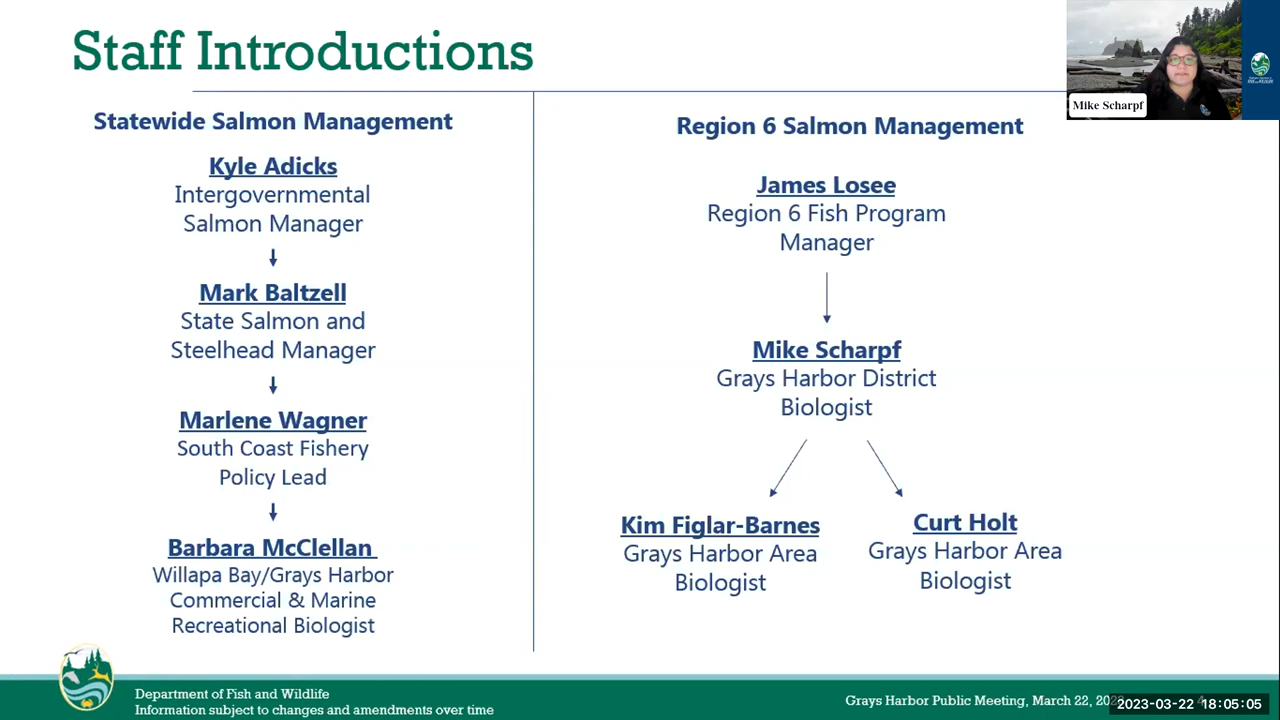 Staff Introductions
Mike Scharpf
Statewide Salmon Management
Kyle Adicks
Intergovernmental
Salmon Manager
Mark Baltzell
State Salmon and
Steelhead Manager
Marlene Wagner
South Coast Fishery
Policy Lead
Barbara McClellan
Willapa Bay/Grays Harbor
Commercial & Marine
Recreational Biologist
Region 6 Salmon Management
James Losee
Region 6 Fish Program
Manager
Mike Scharpf
Grays Harbor District
Biologist
Kim Figlar-Barnes
Grays Harbor Area
Biologist
Curt Holt
Grays Harbor Area
Biologist
Department of Fish and Wildlife
Information subject to changes and amendments over time
Grays Harbor Public Meeting, March 22,
2023-03-22 18:05:05